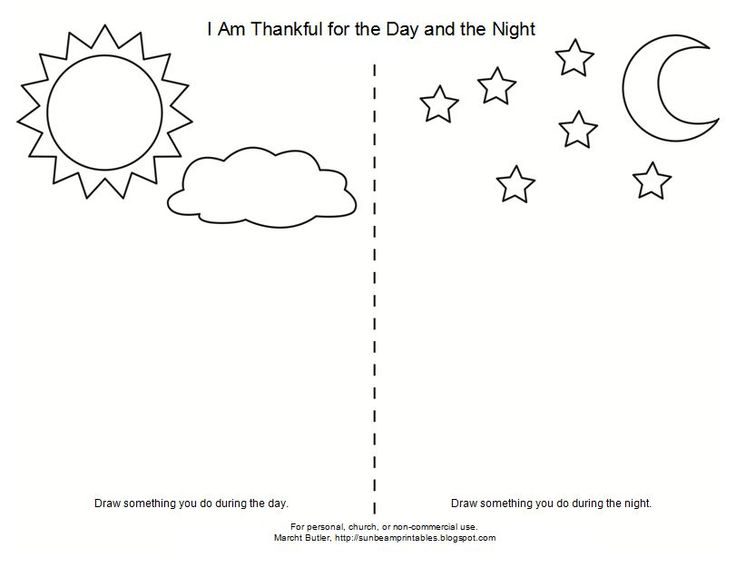 I Am Thankful for the Day and the Night
Draw something you do during the day.
Draw something you do during the night.
For personal, church, or non-commercial use.
Marcht Butler, http://sunbeamprintables.blogspot.com